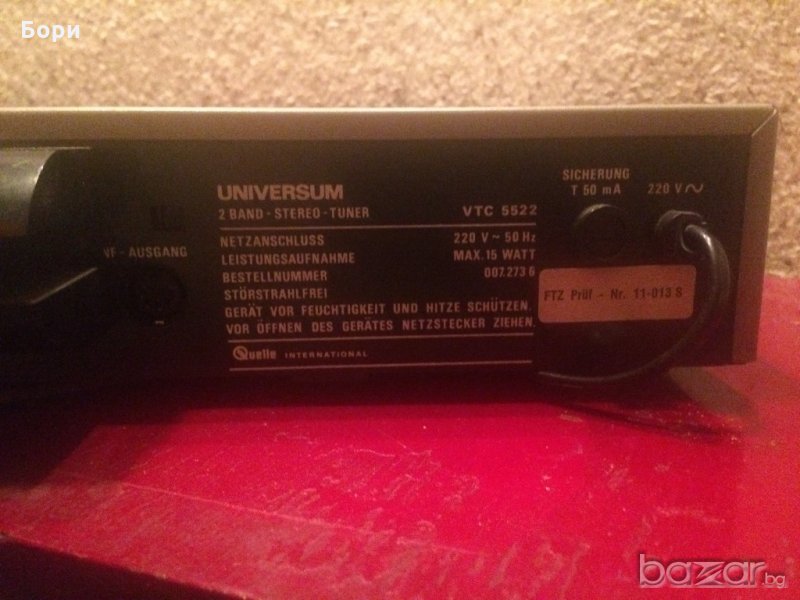 Бори
SICHERUNG
T 50 mA
220 V ~
UNIVERSUM
2 BAND - STEREO - TUNER VTC 5522
NF - AUSGANG
NETZANSCHLUSS 220 V ~ 50 Hz
LEISTUNGSAUFNAHME MAX. 15 WATT
BESTELLNUMMER 007.273 6
STÖRSTRAHLFREI
GERÄT VOR FEUCHTIGKEIT UND HITZE SCHÜTZEN.
VOR ÖFFNEN DES GERÄTES NETZSTECKER ZIEHEN.
FTZ Prüf - Nr. 11-013 S
Quelle INTERNATIONAL
bazar.bg